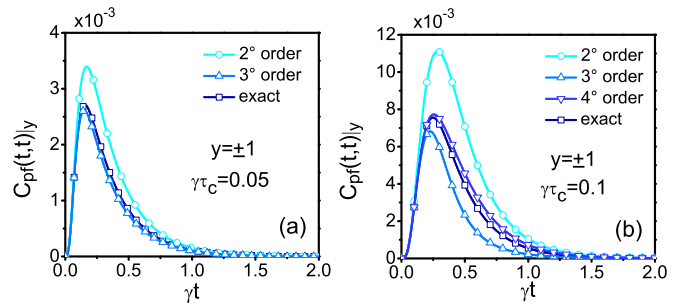 x10⁻³
4
3
2
1
0
C_pf(t,t)|y
2° order
3° order
exact
y=±1
γτ_c=0.05
(a)
0.0 0.5 1.0 1.5 2.0
γt
x10⁻³
12
10
8
6
4
2
0
C_pf(t,t)|y
2° order
3° order
4° order
exact
y=±1
γτ_c=0.1
(b)
0.0 0.5 1.0 1.5 2.0
γt